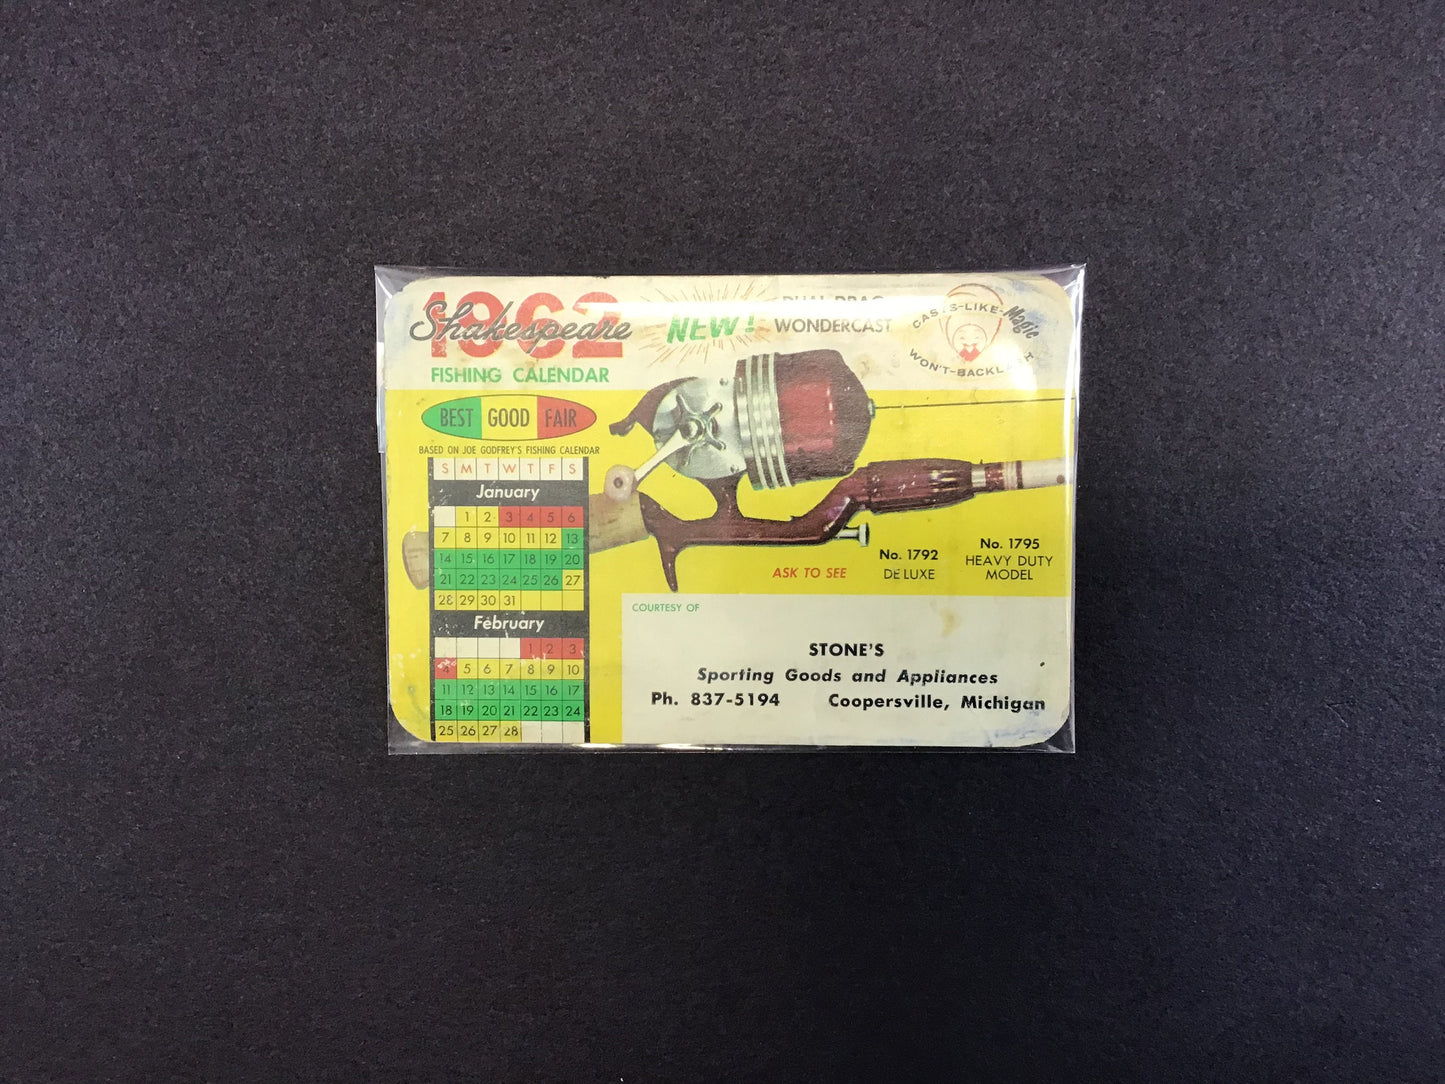 1962
Shakespeare
FISHING CALENDAR
NEW!
DUAL DRAG
WONDERCAST
CASTS-LIKE-Magic
WON'T-BACKLASH
BEST GOOD FAIR
BASED ON JOE GODFREY'S FISHING CALENDAR
S M T W T F S
January
1 2 3 4 5 6
7 8 9 10 11 12 13
14 15 16 17 18 19 20
21 22 23 24 25 26 27
28 29 30 31
February
1 2 3
4 5 6 7 8 9 10
11 12 13 14 15 16 17
18 19 20 21 22 23 24
25 26 27 28
ASK TO SEE
No. 1792
DE LUXE
No. 1795
HEAVY DUTY
MODEL
COURTESY OF
STONE'S
Sporting Goods and Appliances
Ph. 837-5194 Coopersville, Michigan